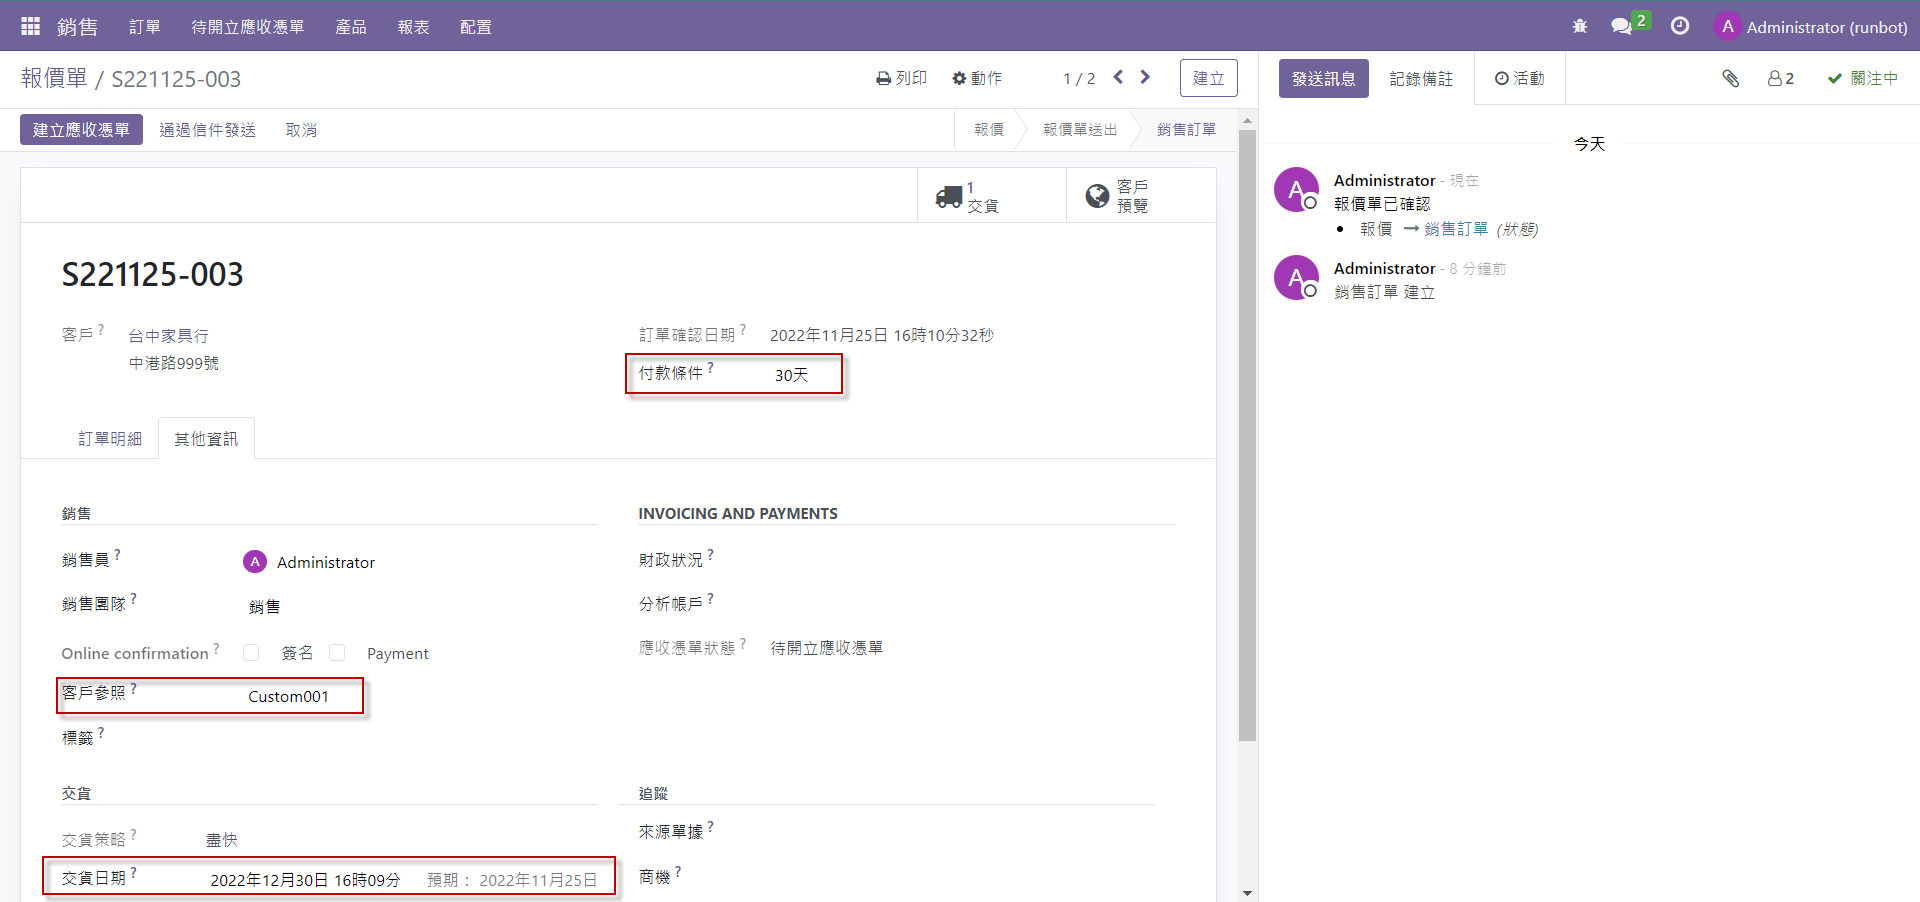 銷售 訂單 待開立應收憑單 產品 報表 配置 2 A Administrator (runbot)
報價單 / S221125-003 列印 動作 1 / 2 建立 發送訊息 記錄備註 活動 2 關注中
建立應收憑單 通過信件發送 取消 報價 報價單送出 銷售訂單
今天
1
交貨
客戶
預覽
A Administrator - 現在
報價單已確認
• 報價 → 銷售訂單 (狀態)
A Administrator - 8 分鐘前
銷售訂單 建立
S221125-003
客戶 ? 台中家具行
中港路999號
訂單確認日期 ? 2022年11月25日 16時10分32秒
付款條件 ? 30天
訂單明細 其他資訊
銷售
銷售員 ? A Administrator
銷售團隊 ? 銷售
Online confirmation ? 簽名 Payment
客戶參照 ? Custom001
標籤 ?
INVOICING AND PAYMENTS
財政狀況 ?
分析帳戶 ?
應收憑單狀態 ? 待開立應收憑單
交貨
交貨策略 ? 盡快
交貨日期 ? 2022年12月30日 16時09分 預期： 2022年11月25日
追蹤
來源單據 ?
商機 ?